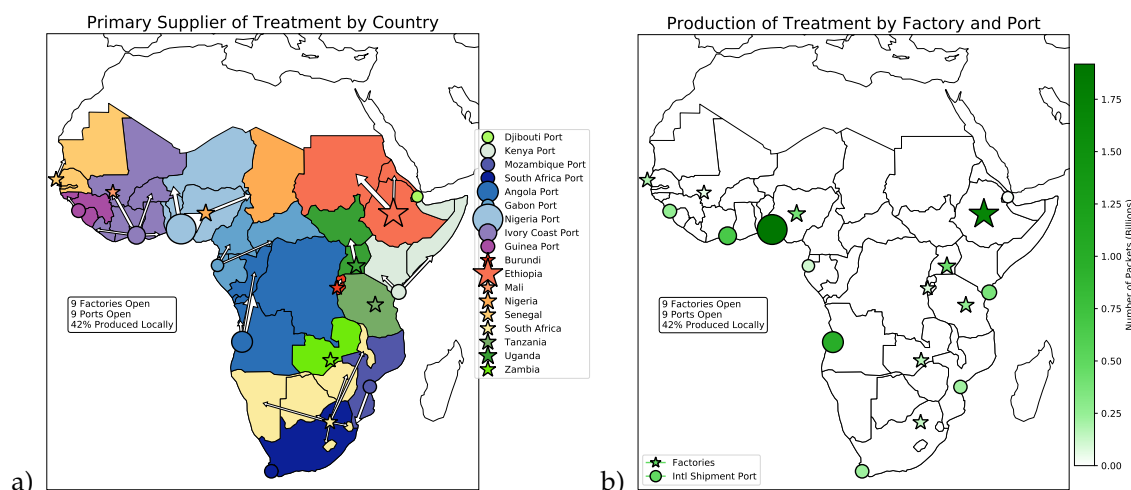 Primary Supplier of Treatment by Country
Djibouti Port
Kenya Port
Mozambique Port
South Africa Port
Angola Port
Gabon Port
Nigeria Port
Ivory Coast Port
Guinea Port
Burundi
Ethiopia
Mali
Nigeria
Senegal
South Africa
Tanzania
Uganda
Zambia
9 Factories Open
9 Ports Open
42% Produced Locally
a)
Production of Treatment by Factory and Port
9 Factories Open
9 Ports Open
42% Produced Locally
Factories
Intl Shipment Port
b)
1.75
1.50
1.25
1.00
0.75
0.50
0.25
0.00
Number of Packets (Billions)